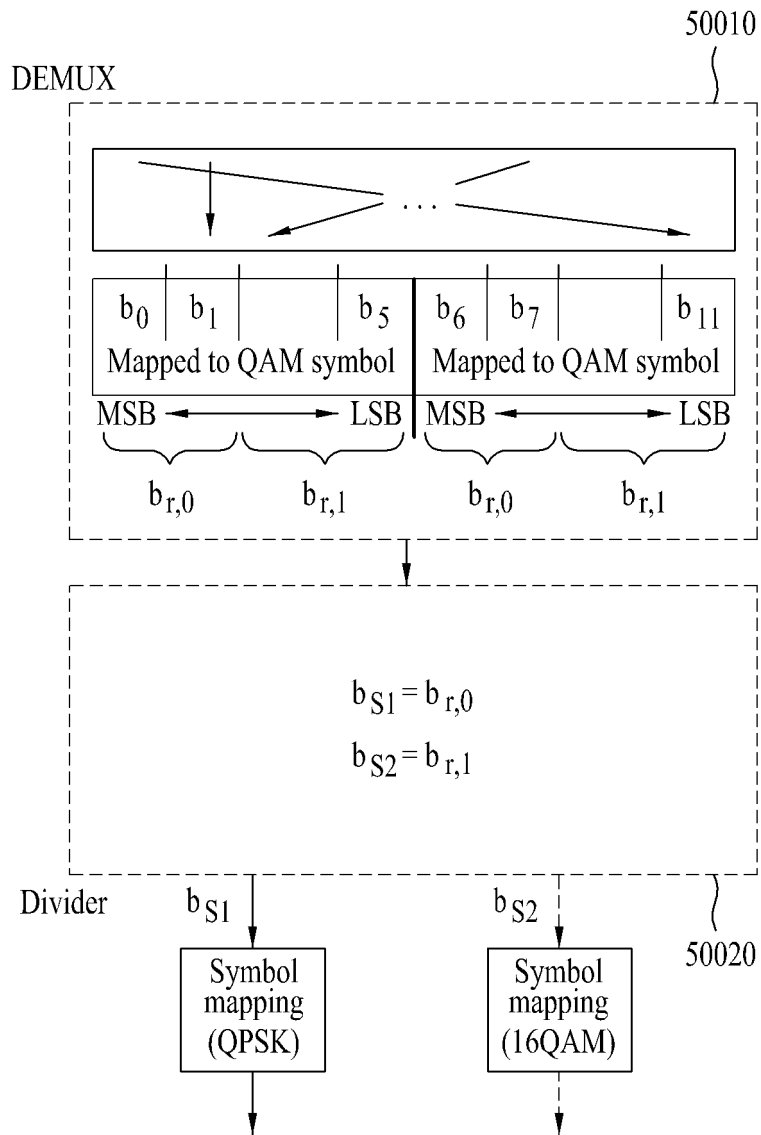 50010
DEMUX
. . .
b0 b1 b5 b6 b7 b11
Mapped to QAM symbol Mapped to QAM symbol
MSB LSB MSB LSB
br,0 br,1 br,0 br,1
bS1 = br,0
bS2 = br,1
Divider bS1 bS2
50020
Symbol mapping (QPSK)
Symbol mapping (16QAM)